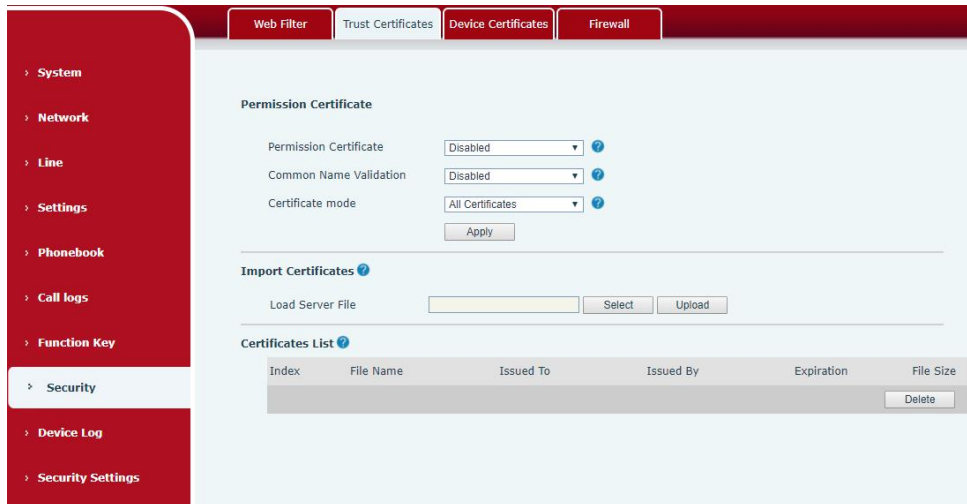 Web Filter Trust Certificates Device Certificates Firewall
System
Network
Line
Settings
Phonebook
Call logs
Function Key
Security
Device Log
Security Settings
Permission Certificate
Permission Certificate Disabled ?
Common Name Validation Disabled ?
Certificate mode All Certificates ?
Apply
Import Certificates ?
Load Server File Select Upload
Certificates List ?
Index File Name Issued To Issued By Expiration File Size
Delete